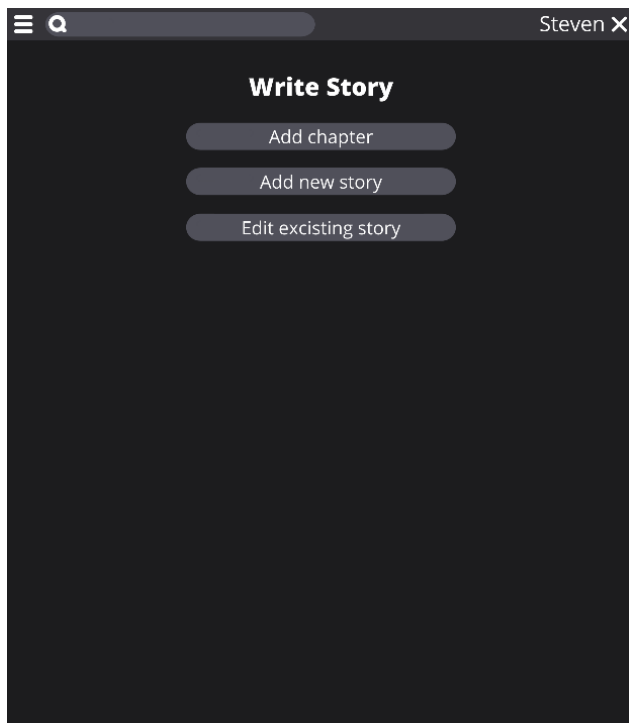 Steven
Write Story
Add chapter
Add new story
Edit excisting story